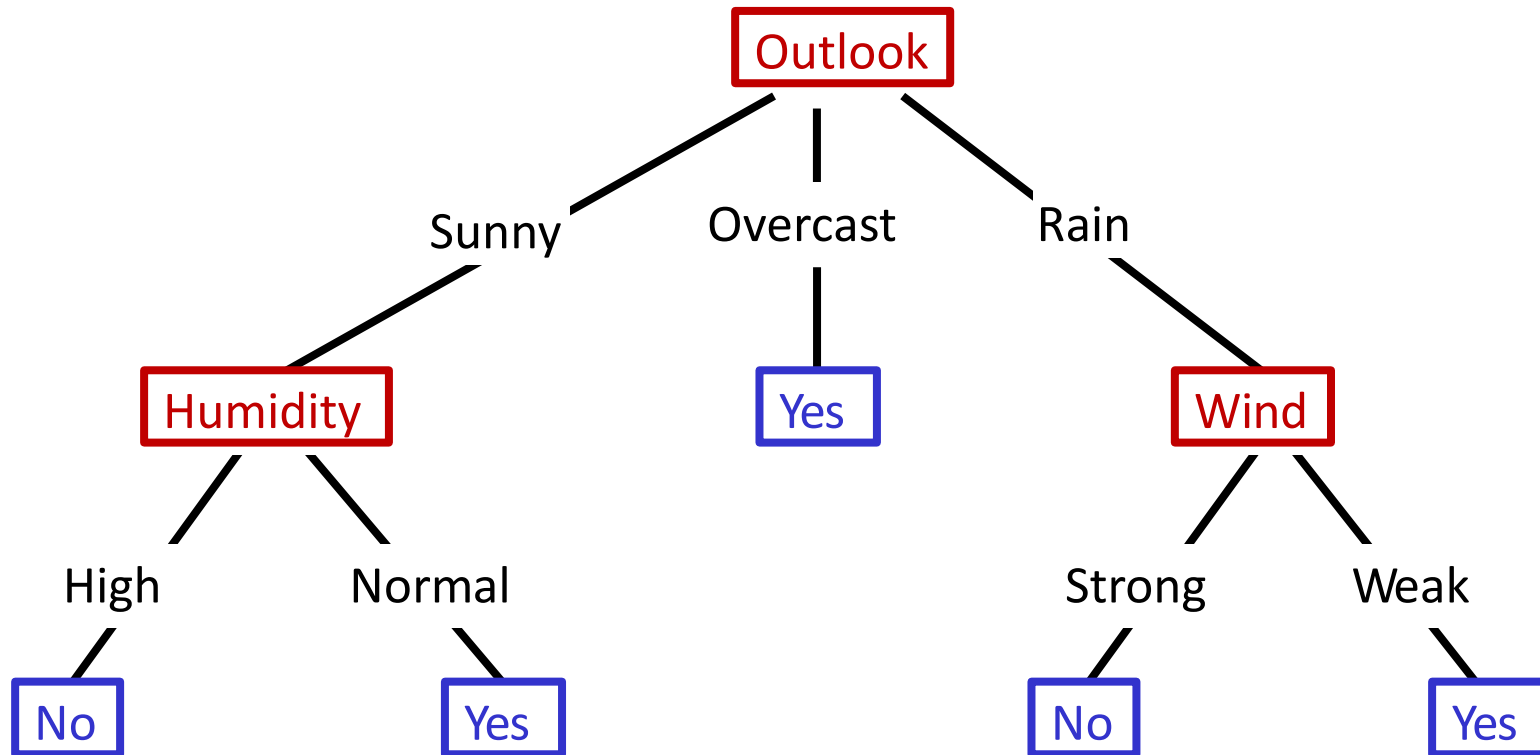 Outlook
Sunny Overcast Rain
Humidity Yes Wind
High Normal Strong Weak
No Yes No Yes